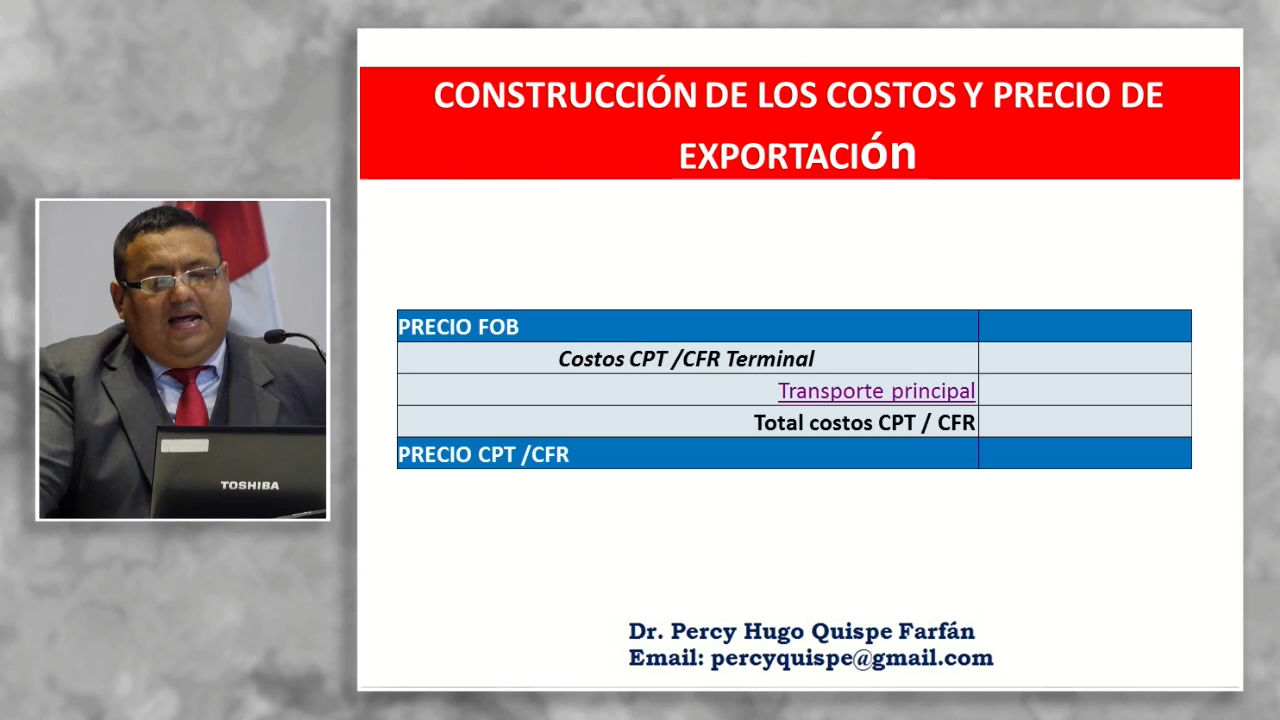 CONSTRUCCIÓN DE LOS COSTOS Y PRECIO DE
EXPORTACIón
PRECIO FOB
Costos CPT /CFR Terminal
Transporte principal
Total costos CPT / CFR
PRECIO CPT /CFR
TOSHIBA
Dr. Percy Hugo Quispe Farfán
Email: percyquispe@gmail.com